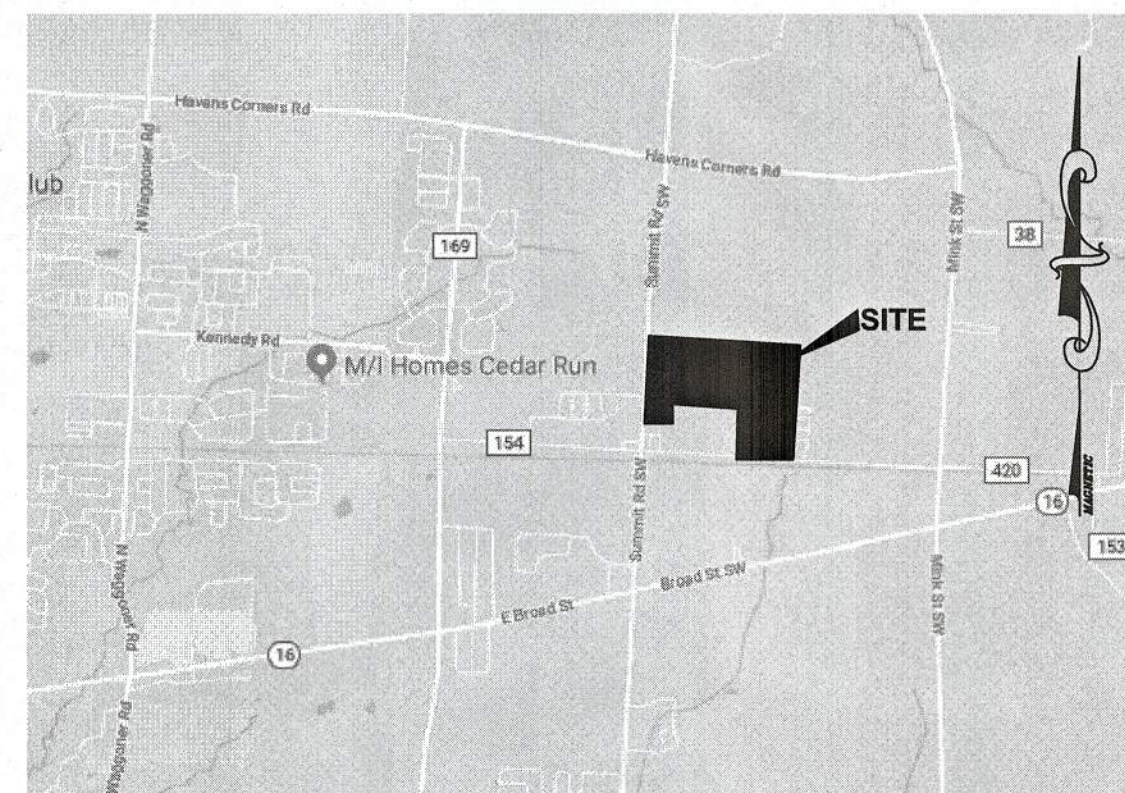 Havens Corners Rd
N Waggoner Rd
Havens Corners Rd
lub
Summit Rd SW
Mink St SW
38
169
SITE
Kennedy Rd
M/I Homes Cedar Run
154
420
MAGNETIC
16
Summit Rd SW
153
N Waggoner Rd
Broad St SW
Mink St SW
E Broad St
16
Waggoner Rd